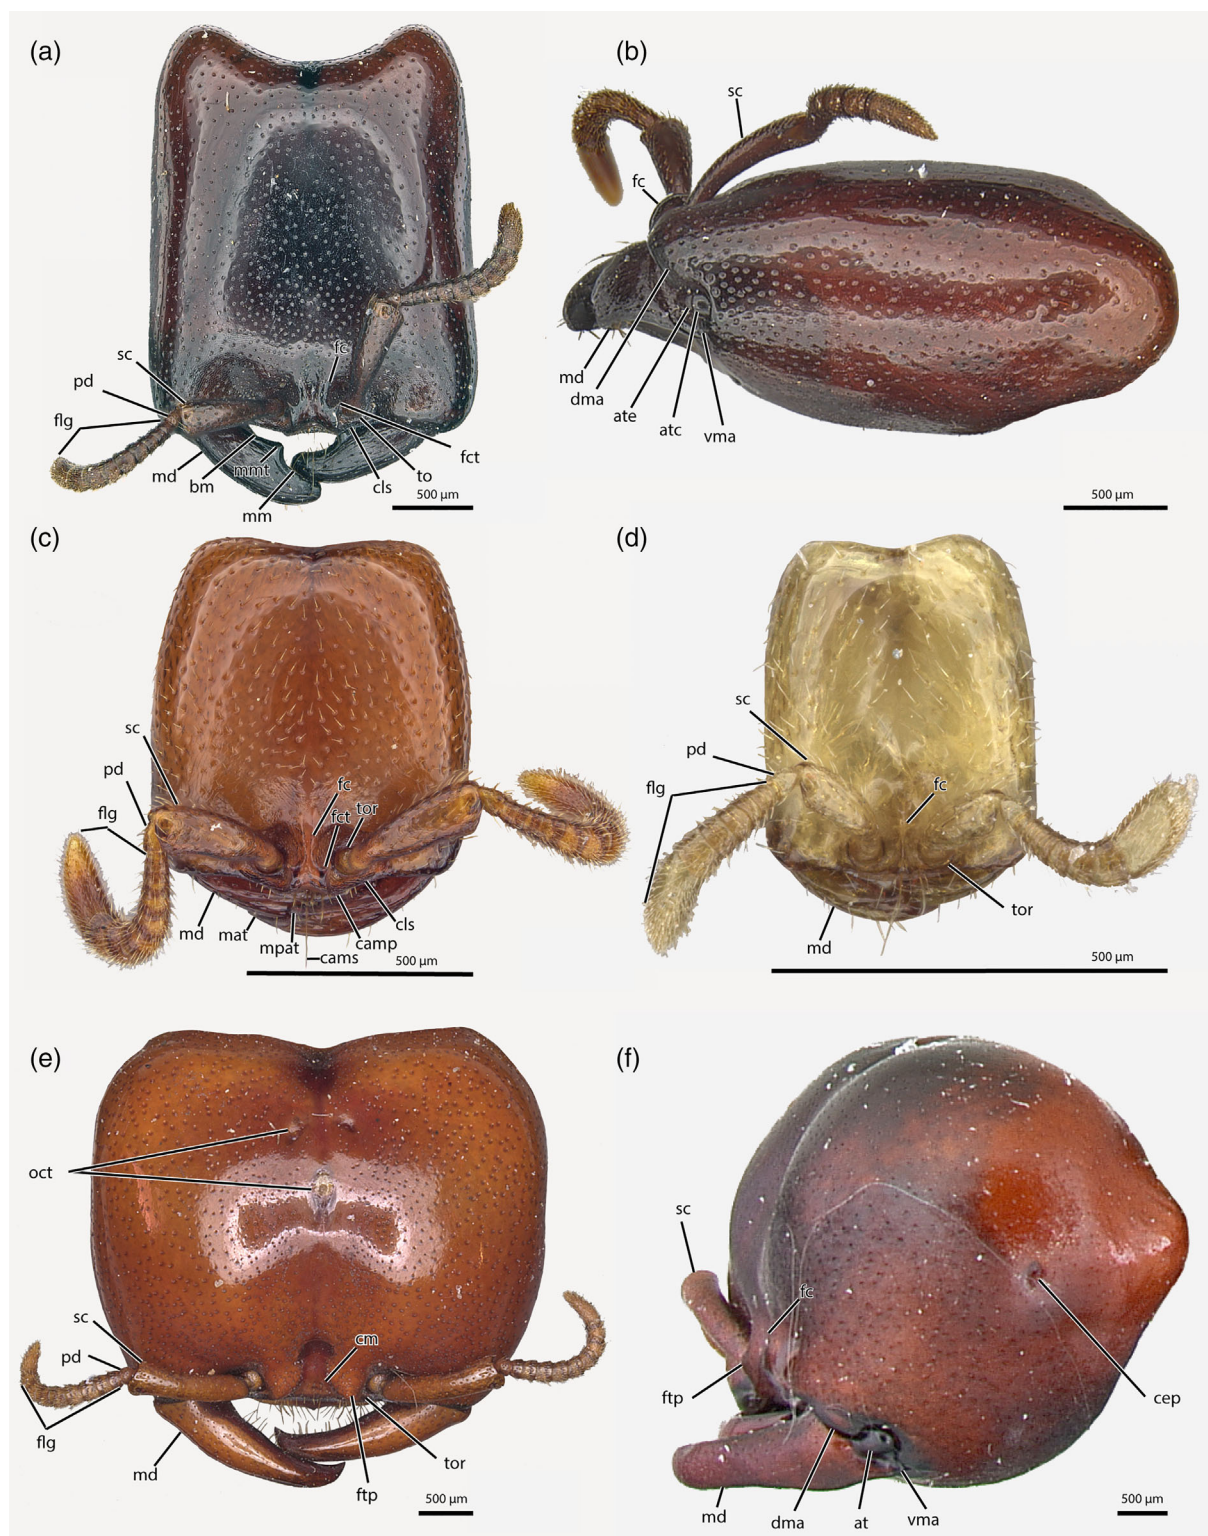 (a)
(b)
sc
fc
fc
sc
pd
flg
md
bm
mmt
mm
cls
to
fct
500 µm
md
dma
ate
atc
vma
500 µm
(c)
(d)
sc
pd
flg
fc
fct
tor
md
mat
mpat
cams
camp
cls
500 µm
sc
pd
flg
fc
tor
md
500 µm
(e)
(f)
oct
sc
pd
flg
md
cm
ftp
tor
500 µm
sc
fc
ftp
cep
md
dma
at
vma
500 µm